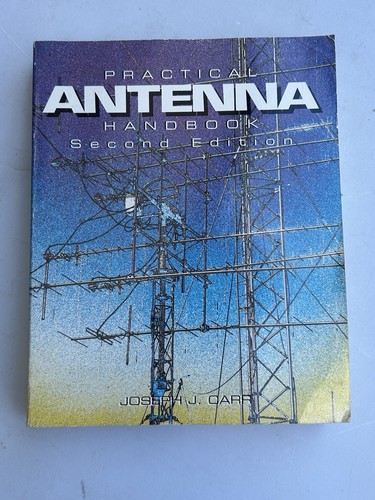 PRACTICAL
ANTENNA
HANDBOOK
Second Edition
JOSEPH J. CARR